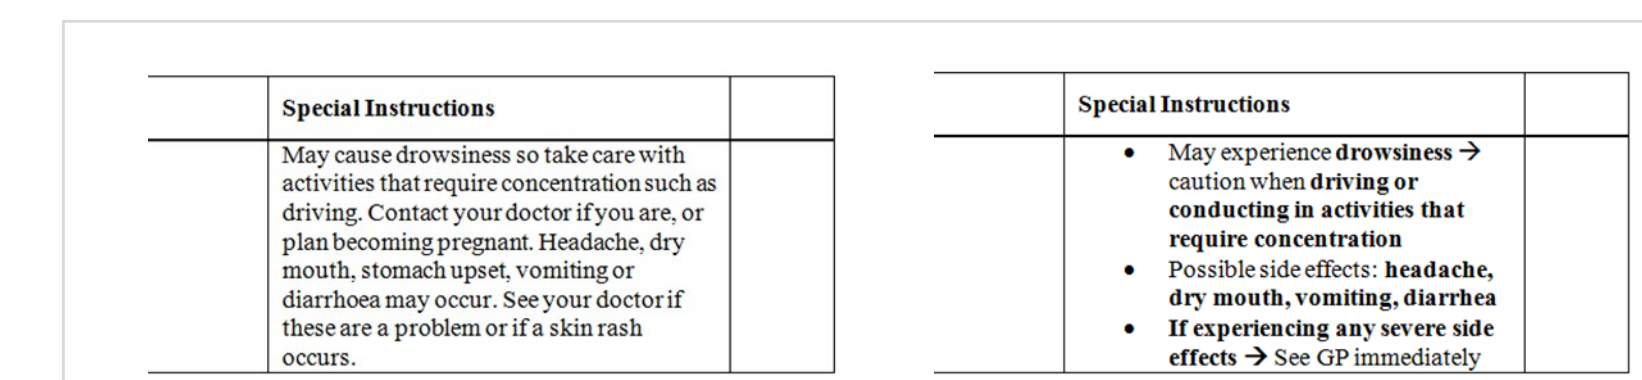 Special Instructions
May cause drowsiness so take care with
activities that require concentration such as
driving. Contact your doctor if you are, or
plan becoming pregnant. Headache, dry
mouth, stomach upset, vomiting or
diarrhoea may occur. See your doctor if
these are a problem or if a skin rash
occurs.
Special Instructions
• May experience drowsiness →
caution when driving or
conducting in activities that
require concentration
• Possible side effects: headache,
dry mouth, vomiting, diarrhea
• If experiencing any severe side
effects → See GP immediately